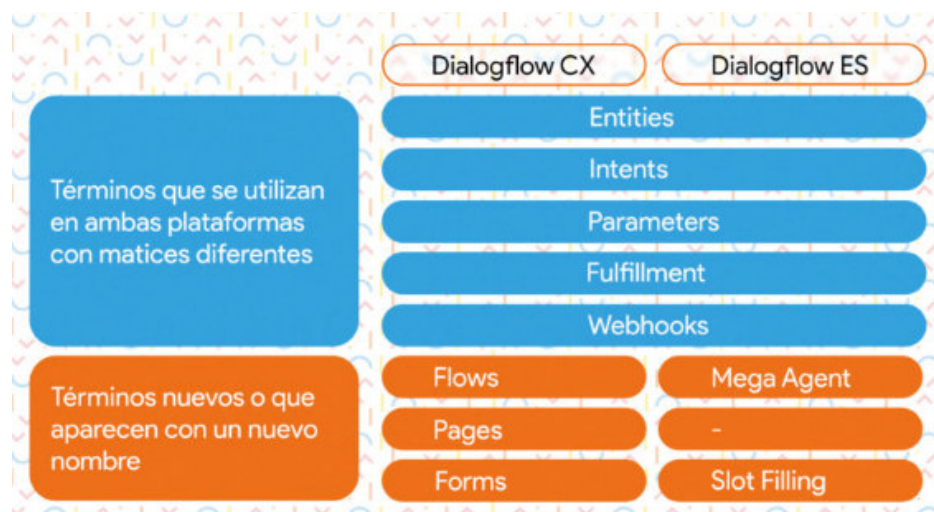 Dialogflow CX
Dialogflow ES
Términos que se utilizan
en ambas plataformas
con matices diferentes
Entities
Intents
Parameters
Fulfillment
Webhooks
Términos nuevos o que
aparecen con un nuevo
nombre
Flows
Mega Agent
Pages
-
Forms
Slot Filling